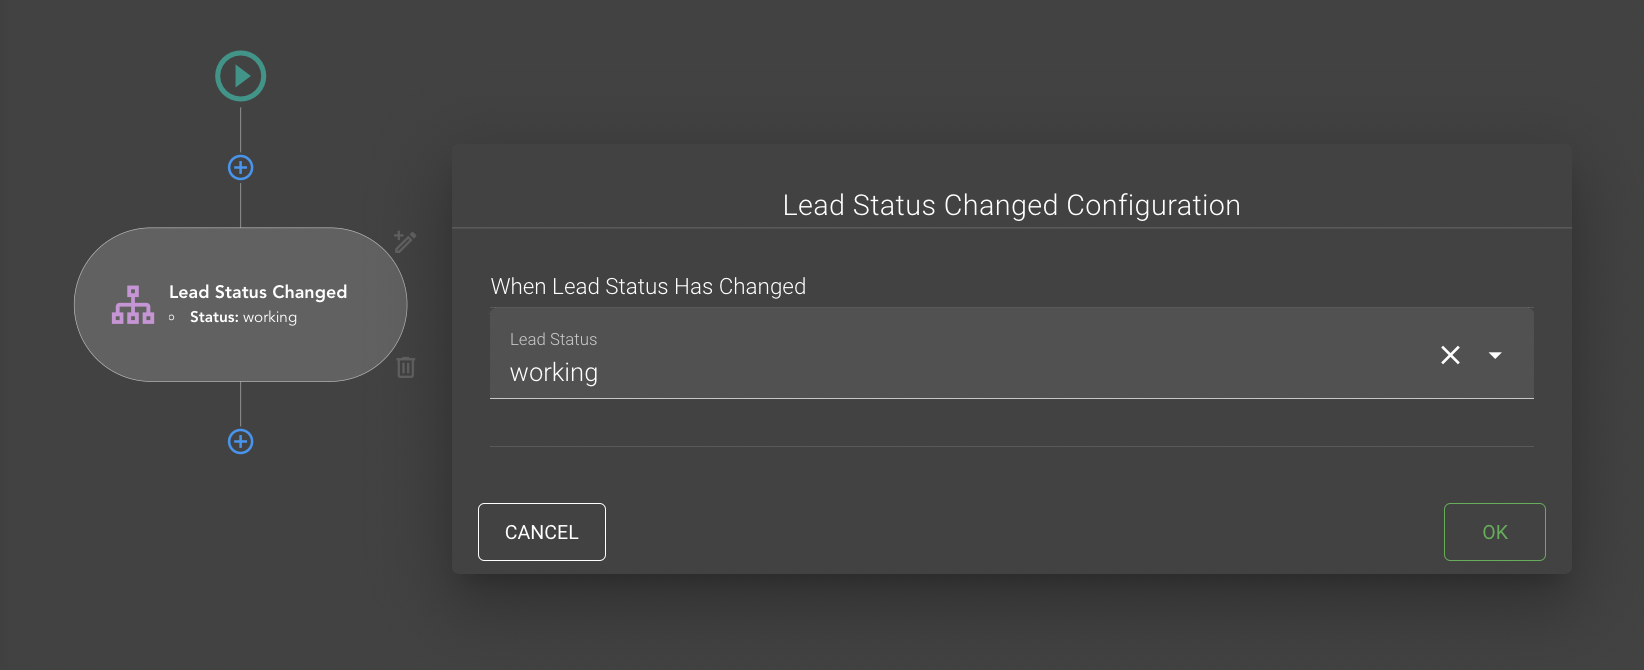 Lead Status Changed
Status: working
Lead Status Changed Configuration
When Lead Status Has Changed
Lead Status
working
CANCEL
OK